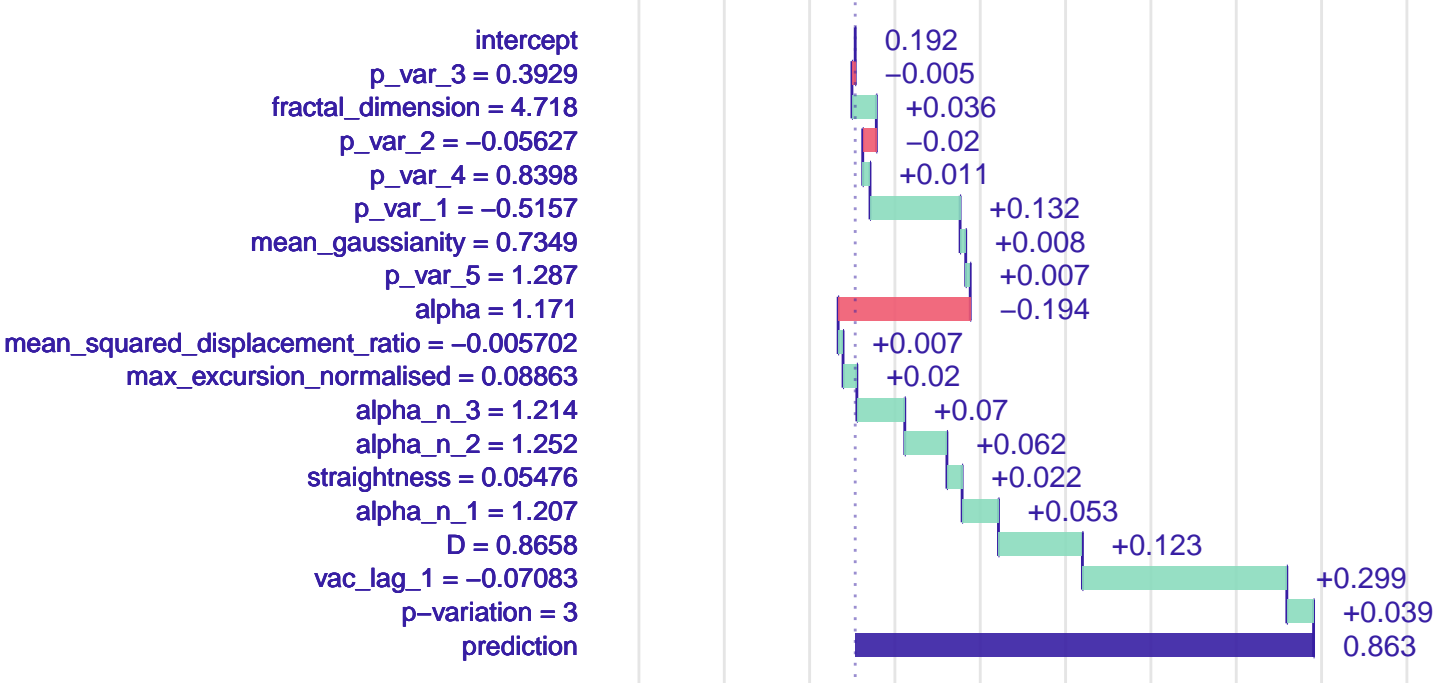 intercept 0.192
p_var_3 = 0.3929 −0.005
fractal_dimension = 4.718 +0.036
p_var_2 = −0.05627 −0.02
p_var_4 = 0.8398 +0.011
p_var_1 = −0.5157 +0.132
mean_gaussianity = 0.7349 +0.008
p_var_5 = 1.287 +0.007
alpha = 1.171 −0.194
mean_squared_displacement_ratio = −0.005702 +0.007
max_excursion_normalised = 0.08863 +0.02
alpha_n_3 = 1.214 +0.07
alpha_n_2 = 1.252 +0.062
straightness = 0.05476 +0.022
alpha_n_1 = 1.207 +0.053
D = 0.8658 +0.123
vac_lag_1 = −0.07083 +0.299
p−variation = 3 +0.039
prediction 0.863